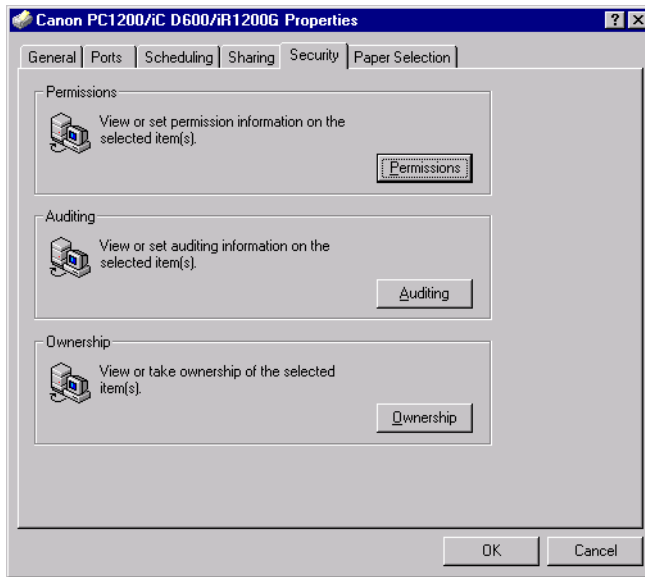 Canon PC1200/iC D600/iR1200G Properties
General Ports Scheduling Sharing Security Paper Selection
Permissions
View or set permission information on the
selected item(s).
Permissions
Auditing
View or set auditing information on the
selected item(s).
Auditing
Ownership
View or take ownership of the selected
item(s).
Ownership
OK Cancel